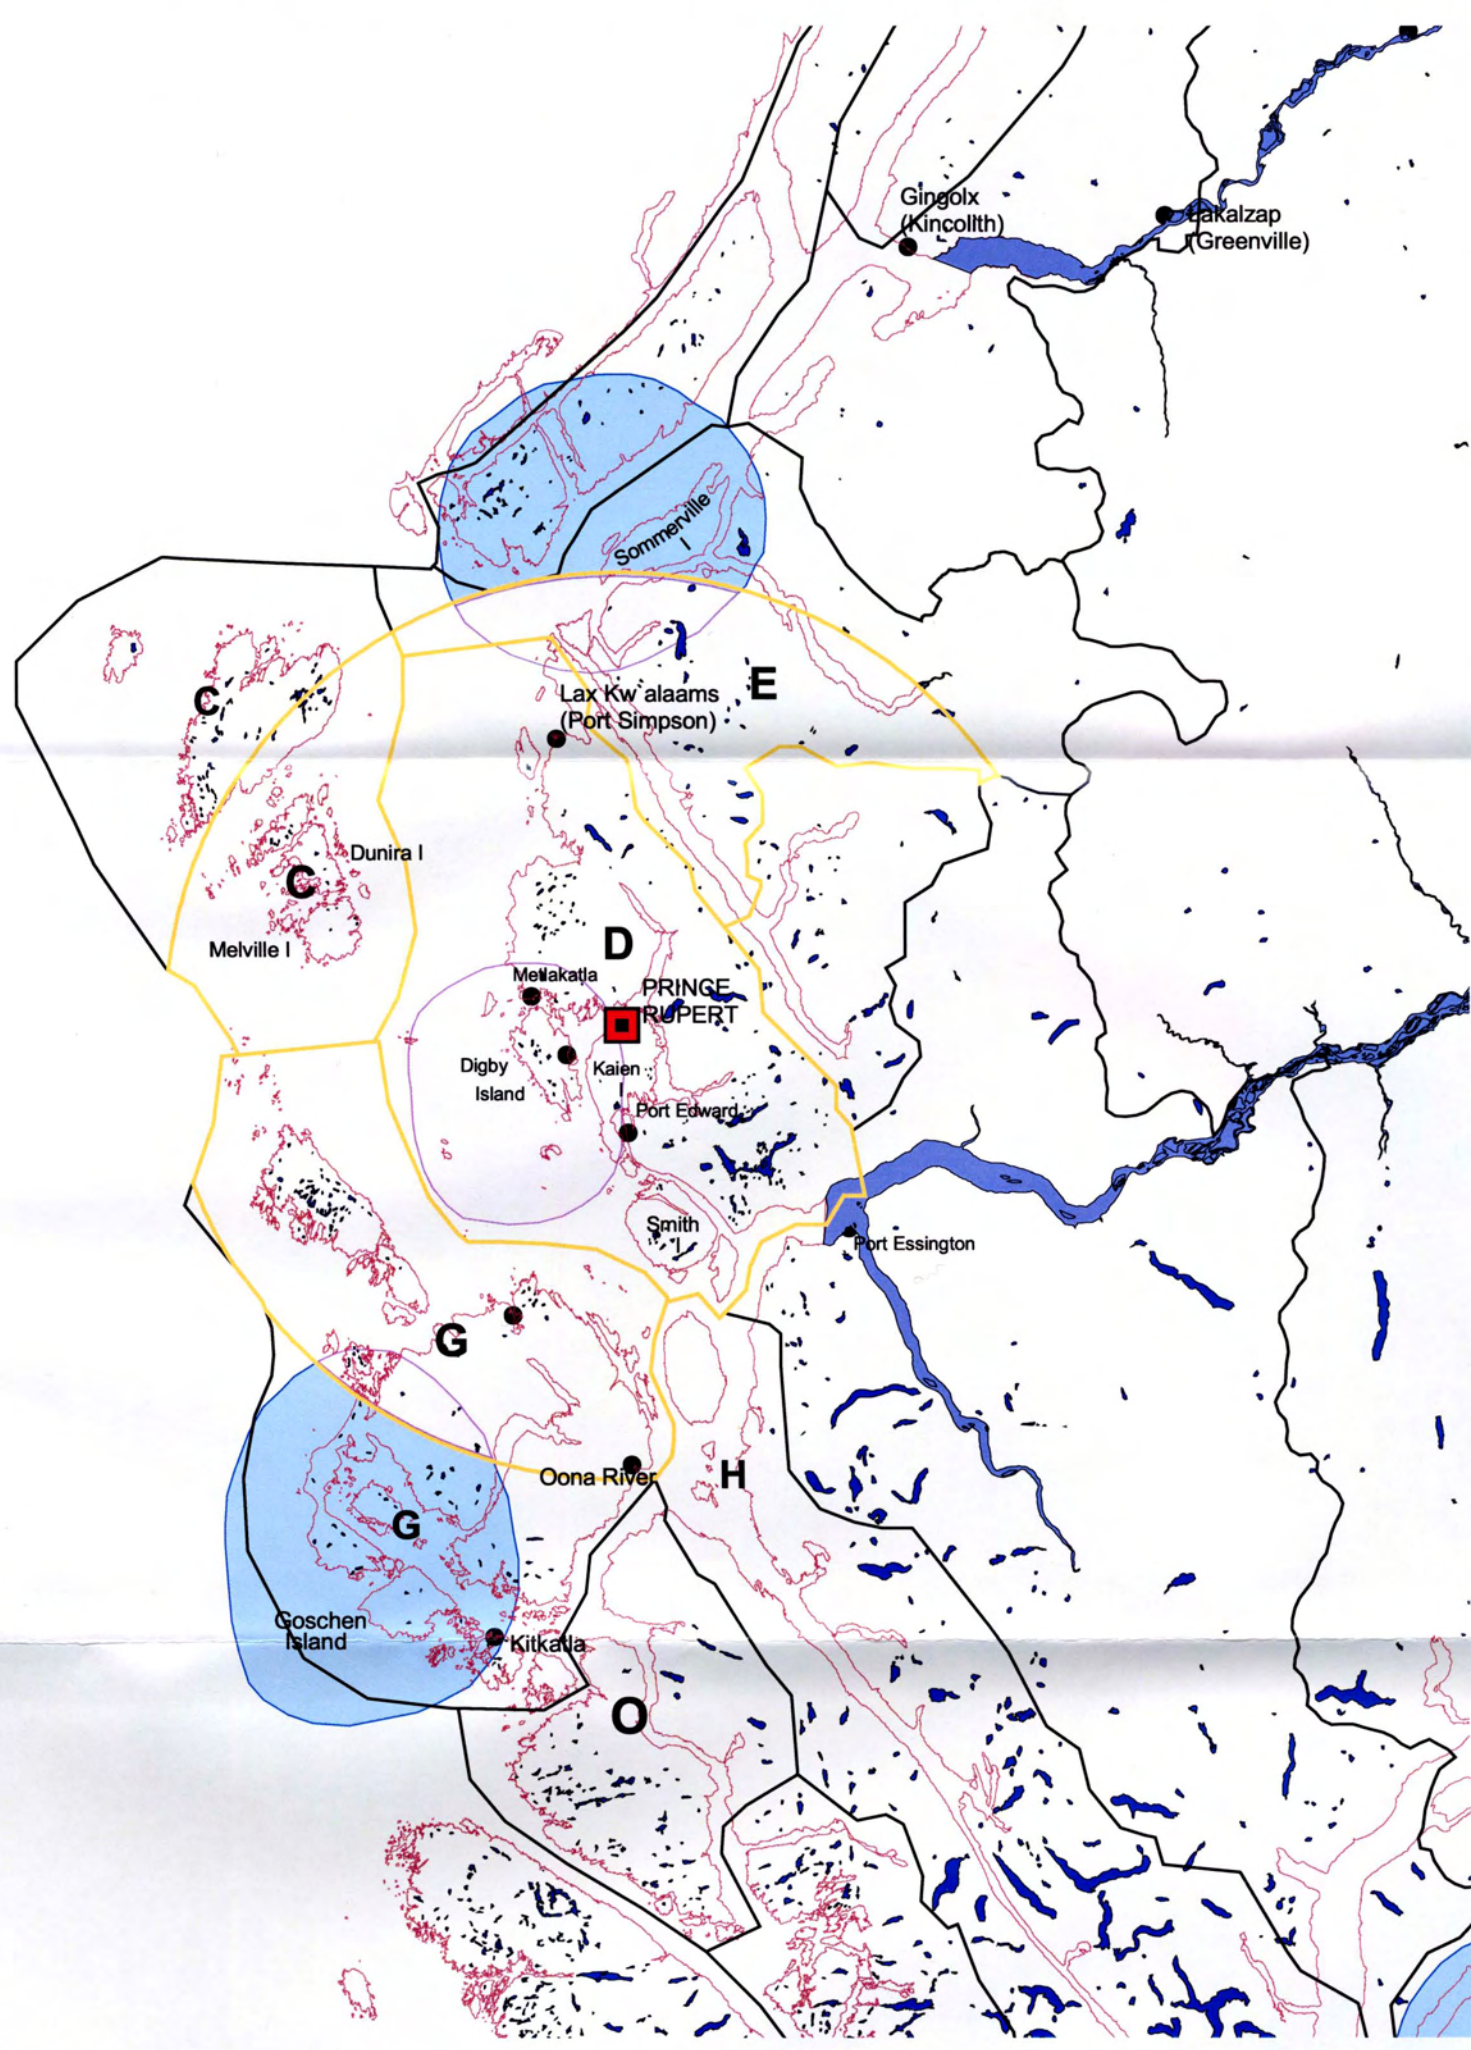 Gingolx
(Kincolith)
Lakalzap
(Greenville)
Sommerville
I
C
Lax Kw alaams
(Port Simpson)
E
Dunira I
C
Melville I
D
Metlakatla
PRINCE
RUPERT
Digby
Island
Kaien
I
Port Edward
Smith
I
Port Essington
G
Oona River
H
G
Goschen
Island
Kitkatla
O